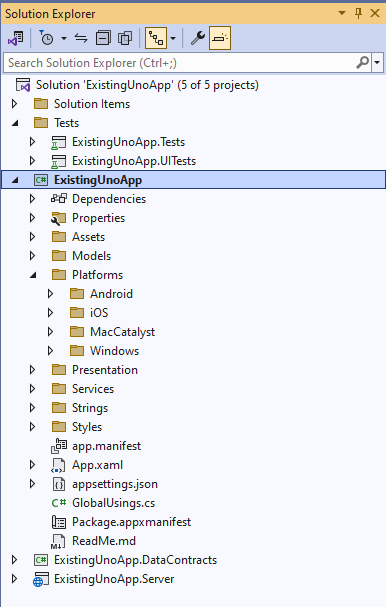 Solution Explorer
Search Solution Explorer (Ctrl+;)
Solution 'ExistingUnoApp' (5 of 5 projects)
Solution Items
Tests
ExistingUnoApp.Tests
ExistingUnoApp.UITests
C# ExistingUnoApp
Dependencies
Properties
Assets
Models
Platforms
Android
iOS
MacCatalyst
Windows
Presentation
Services
Strings
Styles
app.manifest
App.xaml
appsettings.json
C# GlobalUsings.cs
Package.appxmanifest
ReadMe.md
C# ExistingUnoApp.DataContracts
ExistingUnoApp.Server